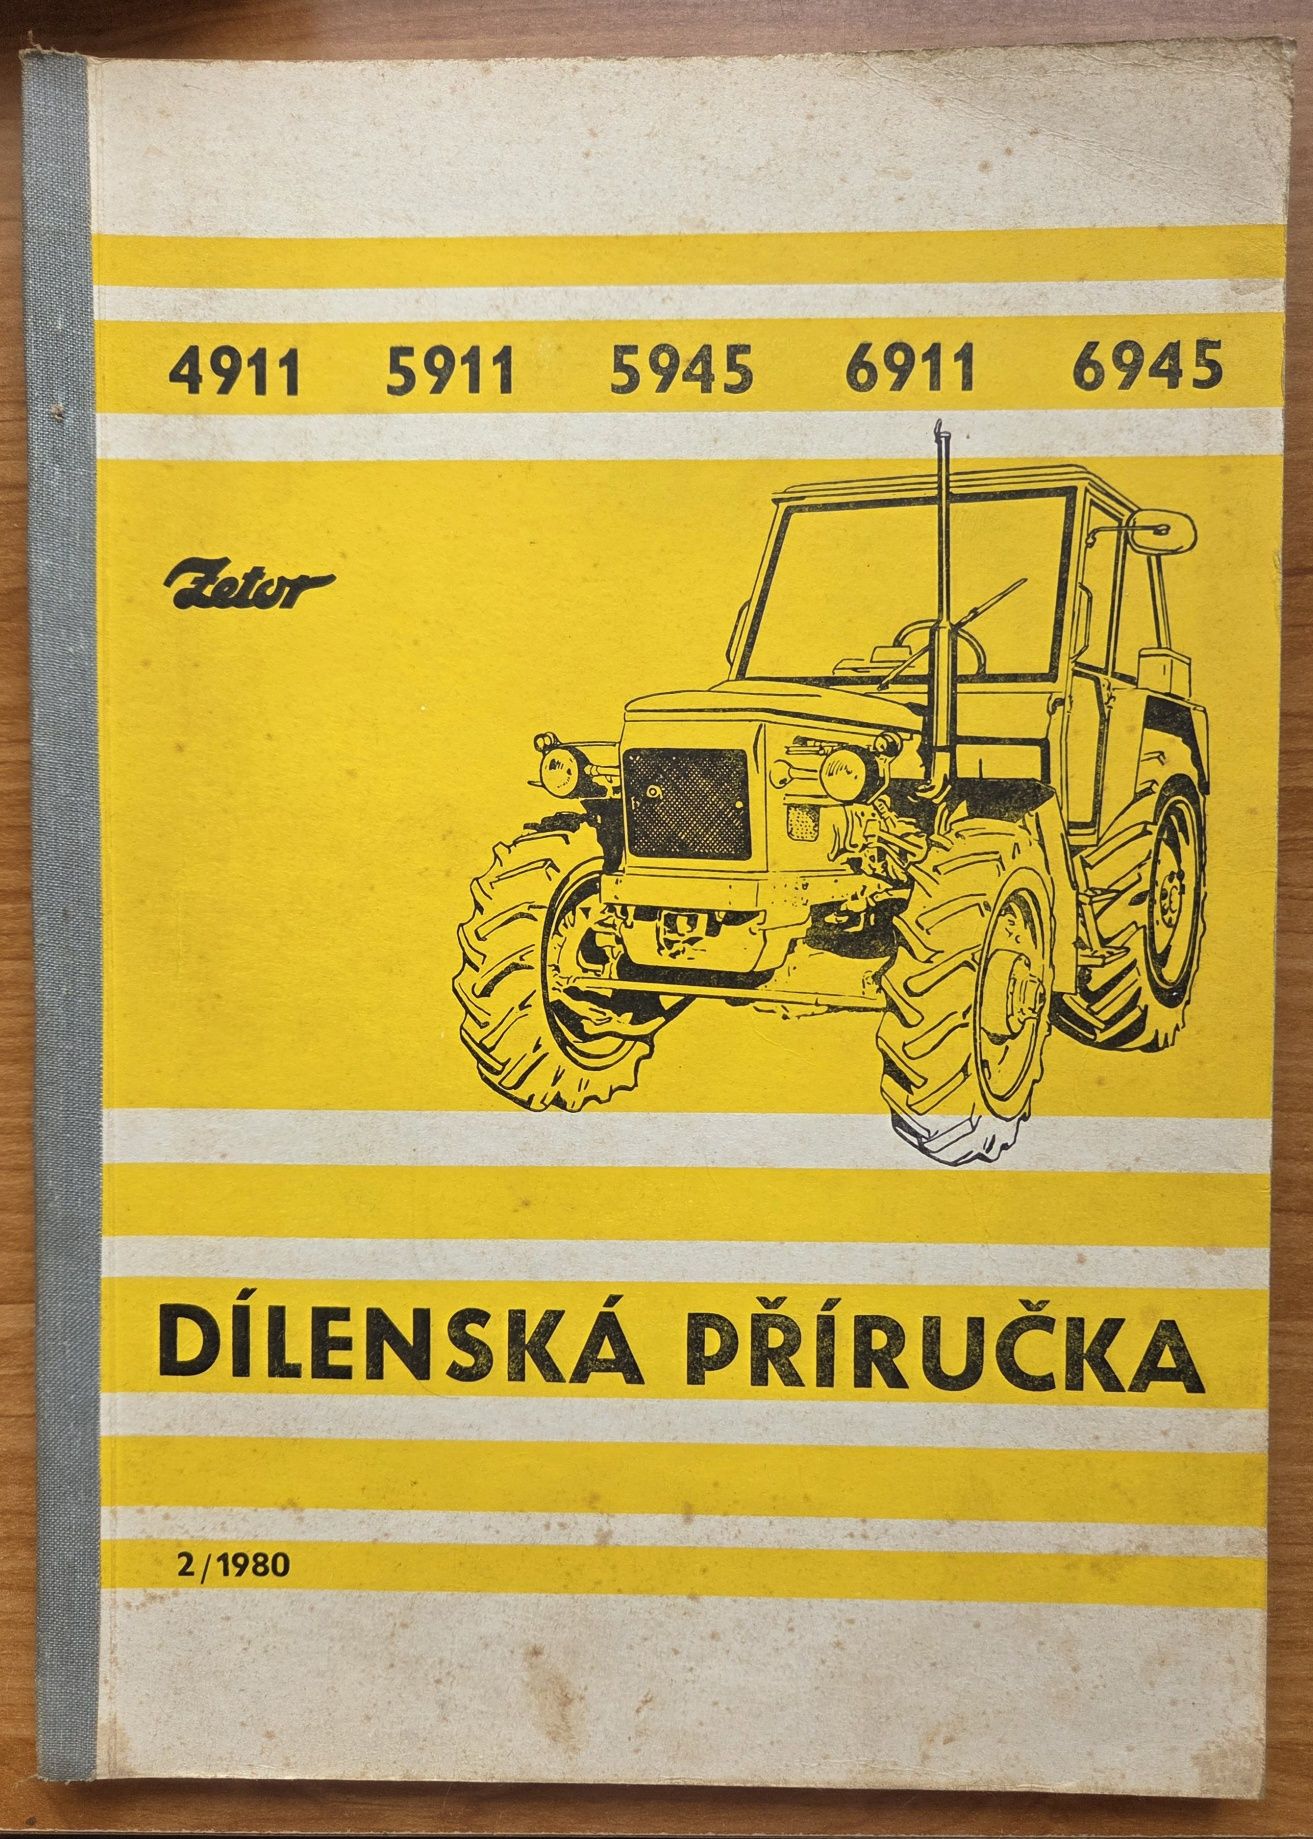 4911 5911 5945 6911 6945
Zetor
DÍLENSKÁ PŘÍRUČKA
2/1980